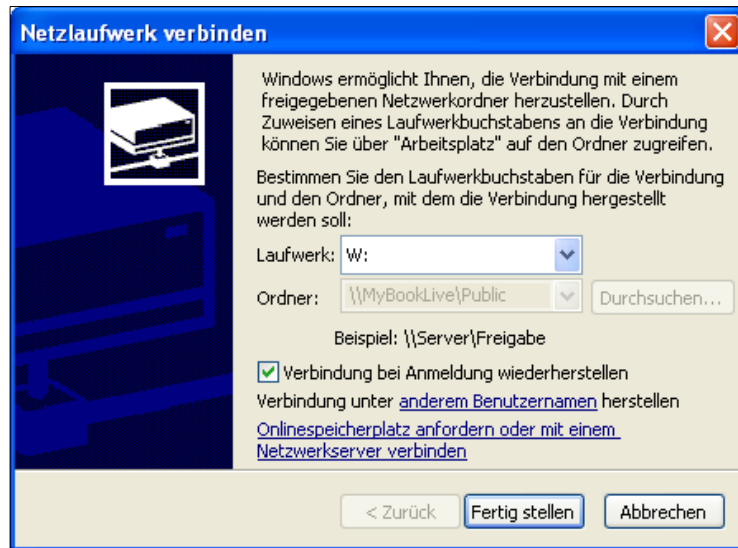 Netzlaufwerk verbinden
Windows ermöglicht Ihnen, die Verbindung mit einem
freigegebenen Netzwerkordner herzustellen. Durch
Zuweisen eines Laufwerkbuchstabens an die Verbindung
können Sie über "Arbeitsplatz" auf den Ordner zugreifen.
Bestimmen Sie den Laufwerkbuchstaben für die Verbindung
und den Ordner, mit dem die Verbindung hergestellt
werden soll:
Laufwerk: W:
Ordner: \\MyBookLive\Public Durchsuchen...
Beispiel: \\Server\Freigabe
Verbindung bei Anmeldung wiederherstellen
Verbindung unter anderem Benutzernamen herstellen
Onlinespeicherplatz anfordern oder mit einem
Netzwerkserver verbinden
< Zurück Fertig stellen Abbrechen